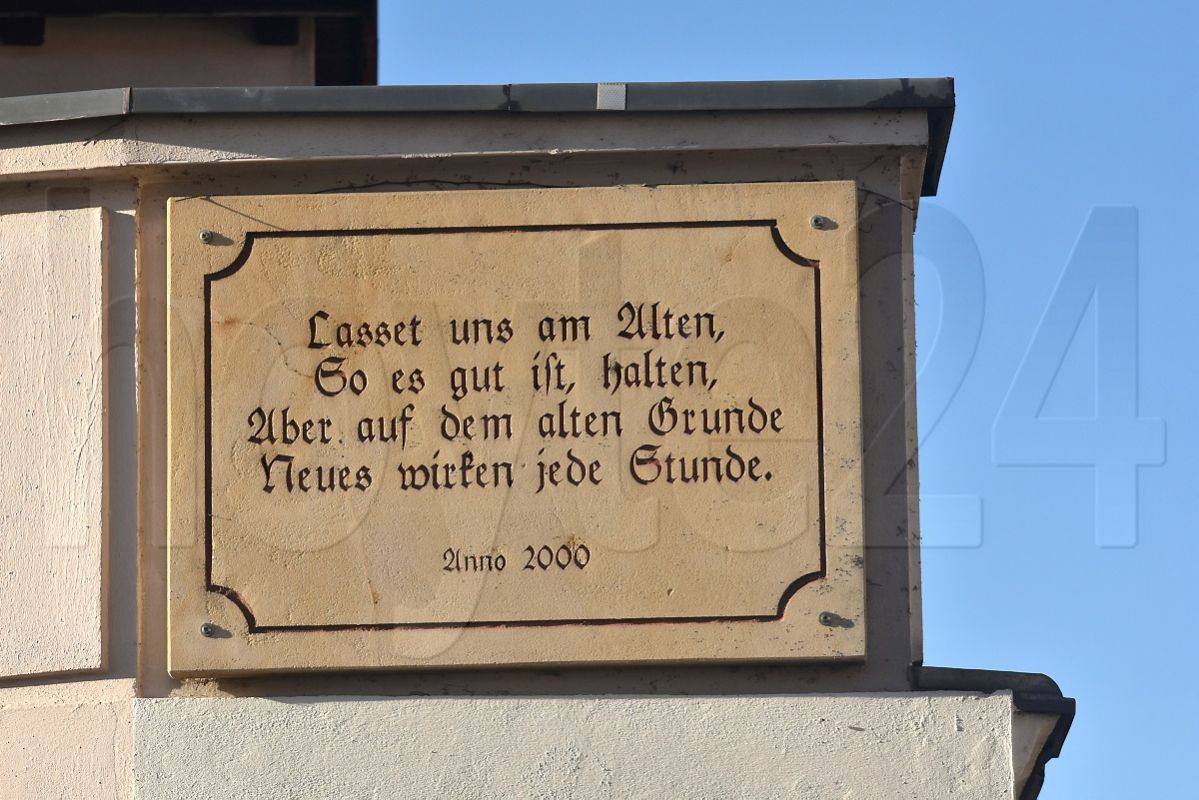 Lasset uns am Alten,
So es gut iſt, halten,
Aber auf dem alten Grunde
Neues wirken jede Stunde.
Anno 2000
hoyte24